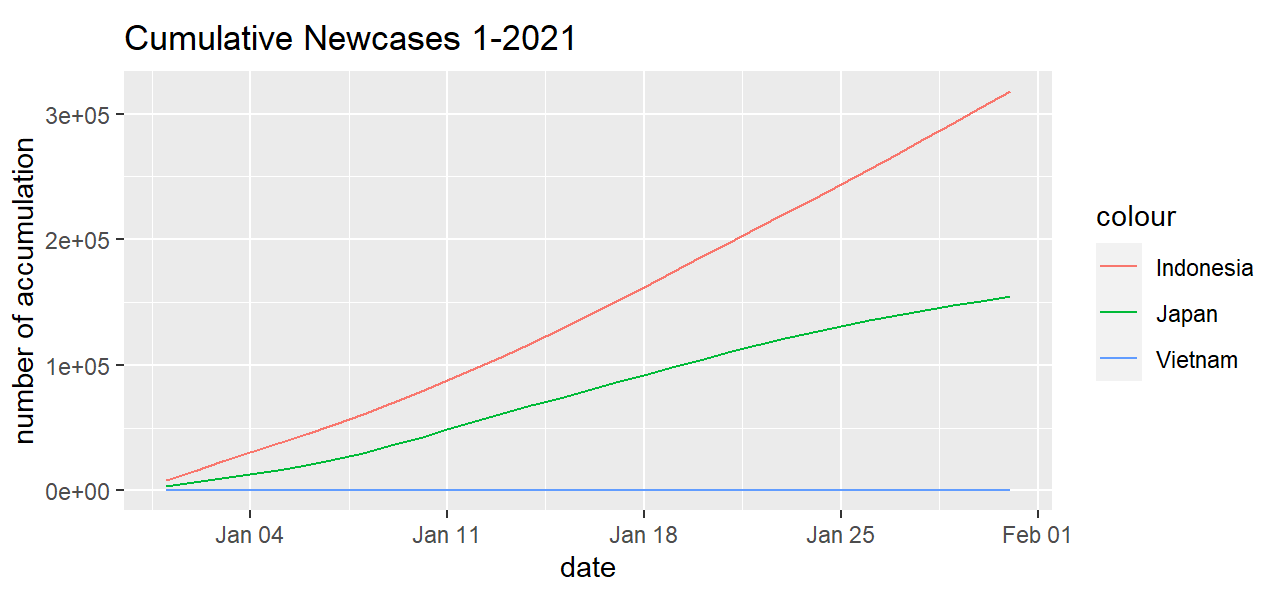 Cumulative Newcases 1-2021
number of accumulation
3e+05
2e+05
1e+05
0e+00
Jan 04 Jan 11 Jan 18 Jan 25 Feb 01
date
colour
Indonesia
Japan
Vietnam